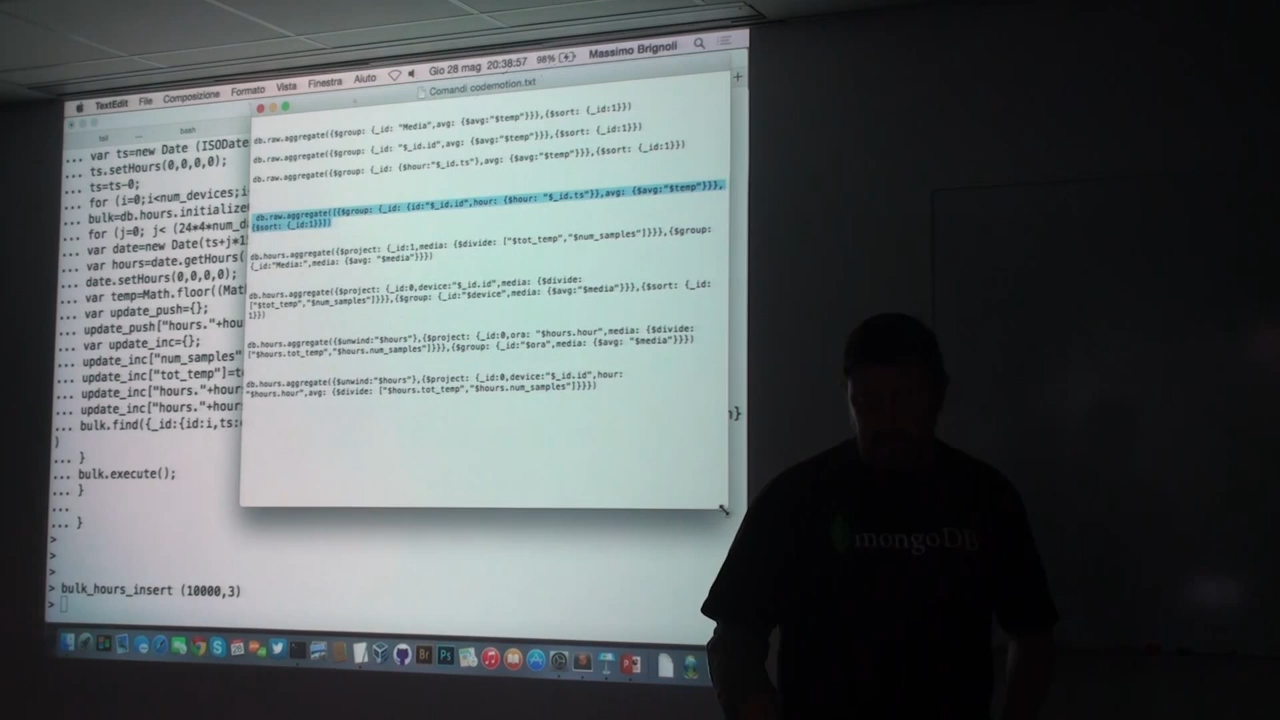 TextEdit File Composizione Formato Vista Finestra Aiuto Gio 28 mag 20:38:57 98% Massimo Brignoli
Comandi codemotion.txt
bash
db.raw.aggregate({$group: {_id: "Media",avg: {$avg:"$temp"}}},{$sort: {_id:1}})
db.raw.aggregate({$group: {_id: "$_id.id",avg: {$avg:"$temp"}}},{$sort: {_id:1}})
db.raw.aggregate({$group: {_id: {$hour:"$_id.ts"},avg: {$avg:"$temp"}}},{$sort: {_id:1}})
db.raw.aggregate([{$group: {_id: {id:"$_id.id",hour: {$hour: "$_id.ts"}},avg: {$avg:"$temp"}}},
{$sort: {_id:1}}])
db.hours.aggregate({$project: {_id:1,media: {$divide: ["$tot_temp","$num_samples"]}}},{$group:
{_id:"Media:",media: {$avg: "$media"}}})
db.hours.aggregate({$project: {_id:0,device:"$_id.id",media: {$divide:
["$tot_temp","$num_samples"]}}},{$group: {_id:"$device",media: {$avg:"$media"}}},{$sort: {_id:
1}})
db.hours.aggregate({$unwind:"$hours"},{$project: {_id:0,ora: "$hours.hour",media: {$divide:
["$hours.tot_temp","$hours.num_samples"]}}},{$group: {_id:"$ora",media: {$avg: "$media"}}})
db.hours.aggregate({$unwind:"$hours"},{$project: {_id:0,device:"$_id.id",hour:
"$hours.hour",avg: {$divide: ["$hours.tot_temp","$hours.num_samples"]}}})
... var ts=new Date (ISODate
... ts.setHours(0,0,0,0);
... ts=ts-0;
... for (i=0;i<num_devices;i
... bulk=db.hours.initialize
... for (j=0; j< (24*4*num_d
... var date=new Date(ts+j*1
... var hours=date.getHours(
... date.setHours(0,0,0,0);
... var temp=Math.floor((Mat
... var update_push={};
... update_push["hours."+hou
... var update_inc={};
... update_inc["num_samples"
... update_inc["tot_temp"]=t
... update_inc["hours."+hour
... update_inc["hours."+hour
... bulk.find({_id:{id:i,ts:
)
... }
... bulk.execute();
... }
...
... }
>
>
>
> bulk_hours_insert (10000,3)
>
mongoDB